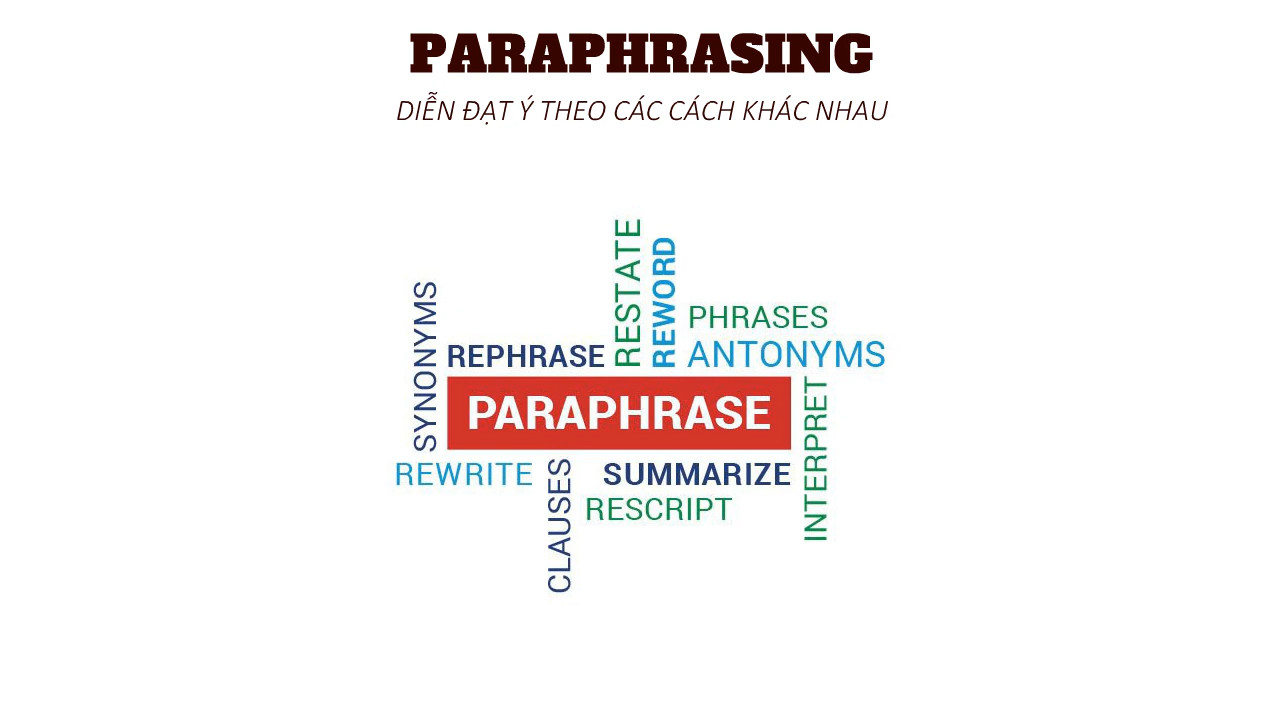 PARAPHRASING
DIỄN ĐẠT Ý THEO CÁC CÁCH KHÁC NHAU
SYNONYMS
REPHRASE
RESTATE
REWORD
PHRASES
ANTONYMS
PARAPHRASE
INTERPRET
REWRITE
CLAUSES
SUMMARIZE
RESCRIPT